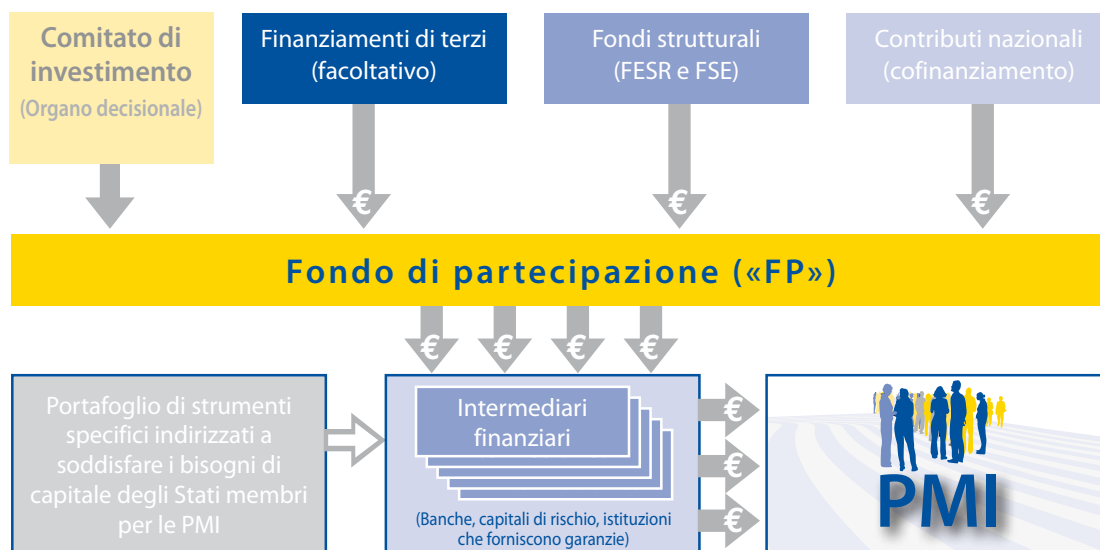 Comitato di
investimento
(Organo decisionale)
Finanziamenti di terzi
(facoltativo)
Fondi strutturali
(FESR e FSE)
Contributi nazionali
(cofinanziamento)
€
€
€
Fondo di partecipazione («FP»)
€ € € €
Portafoglio di strumenti
specifici indirizzati a
soddisfare i bisogni di
capitale degli Stati membri
per le PMI
Intermediari
finanziari
(Banche, capitali di rischio, istituzioni
che forniscono garanzie)
€
€
€
PMI